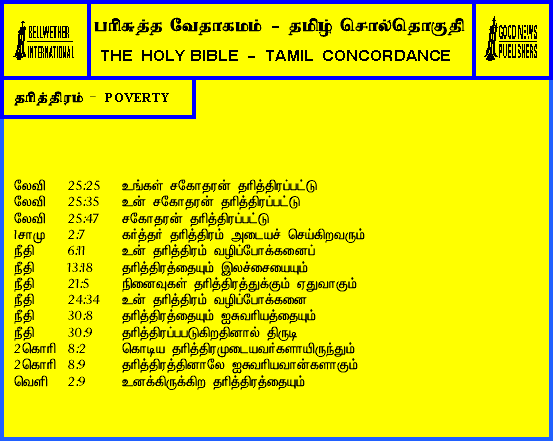 BELLWETHER
INTERNATIONAL
பரிசுத்த வேதாகமம் - தமிழ் சொல்தொகுதி
THE HOLY BIBLE - TAMIL CONCORDANCE
GOOD NEWS
PUBLISHERS
தரித்திரம் - POVERTY
லேவி 25:25 உங்கள் சகோதரன் தரித்திரப்பட்டு
லேவி 25:35 உன் சகோதரன் தரித்திரப்பட்டு
லேவி 25:47 சகோதரன் தரித்திரப்பட்டு
1சாமு 2:7 கர்த்தர் தரித்திரம் அடையச் செய்கிறவரும்
நீதி 6:11 உன் தரித்திரம் வழிப்போக்கனைப்
நீதி 13:18 தரித்திரத்தையும் இலச்சையையும்
நீதி 21:5 நினைவுகள் தரித்திரத்துக்கும் ஏதுவாகும்
நீதி 24:34 உன் தரித்திரம் வழிப்போக்கனை
நீதி 30:8 தரித்திரத்தையும் ஐசுவரியத்தையும்
நீதி 30:9 தரித்திரப்படுகிறதினால் திருடி
2கொரி 8:2 கொடிய தரித்திரமுடையவர்களாயிருந்தும்
2கொரி 8:9 தரித்திரத்தினாலே ஐசுவரியவான்களாகும்
வெளி 2:9 உனக்கிருக்கிற தரித்திரத்தையும்